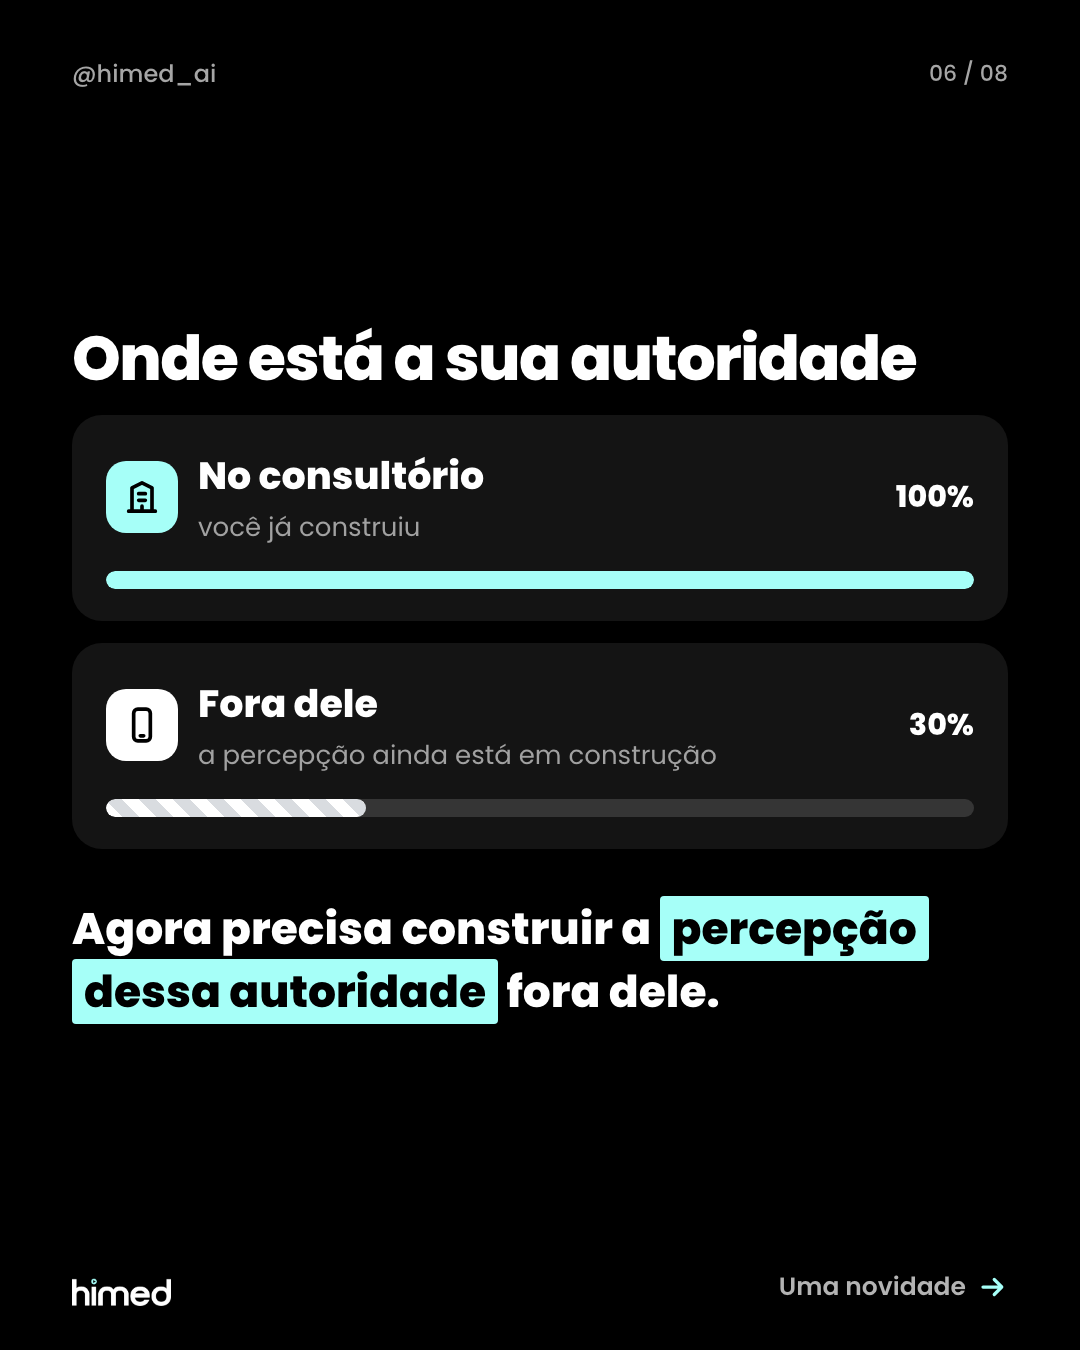 @himed_ai
06 / 08
Onde está a sua autoridade
No consultório
você já construiu
100%
Fora dele
a percepção ainda está em construção
30%
Agora precisa construir a percepção
dessa autoridade fora dele.
himed
Uma novidade →